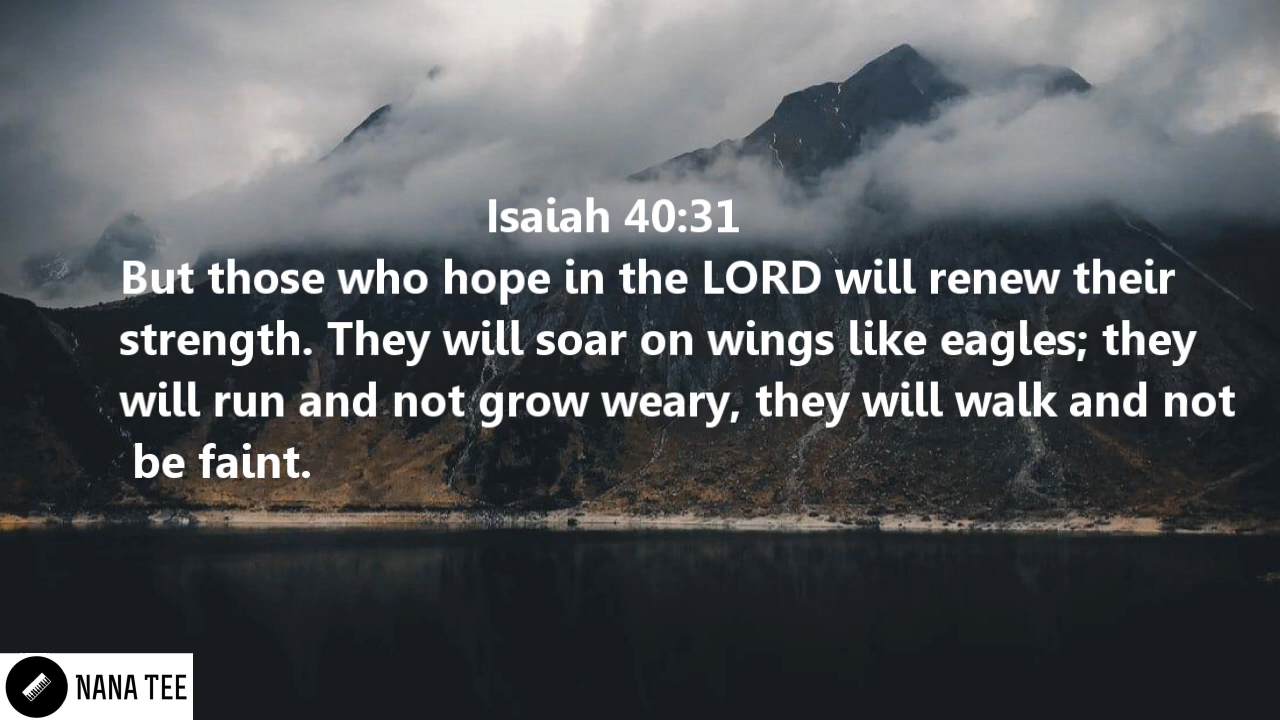 Isaiah 40:31
But those who hope in the LORD will renew their
strength. They will soar on wings like eagles; they
will run and not grow weary, they will walk and not
be faint.
NANA TEE